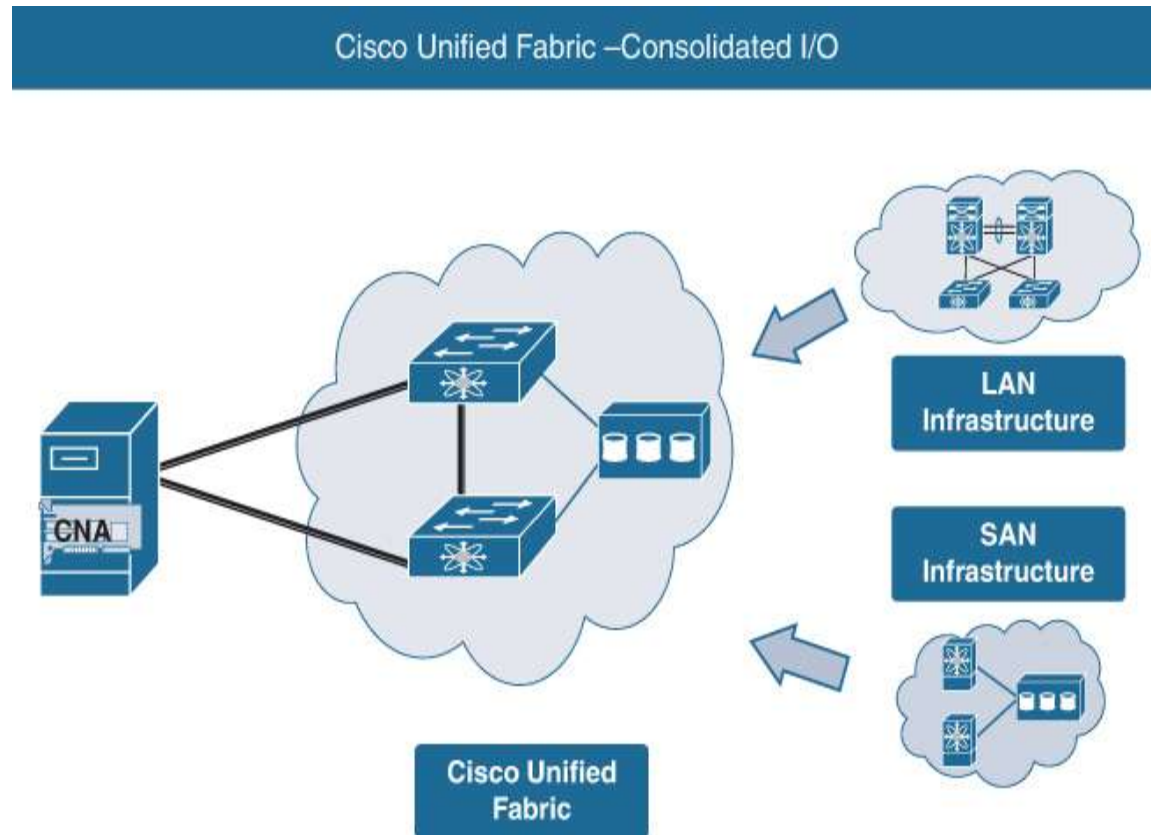 Cisco Unified Fabric –Consolidated I/O
LAN
Infrastructure
CNA
SAN
Infrastructure
Cisco Unified
Fabric